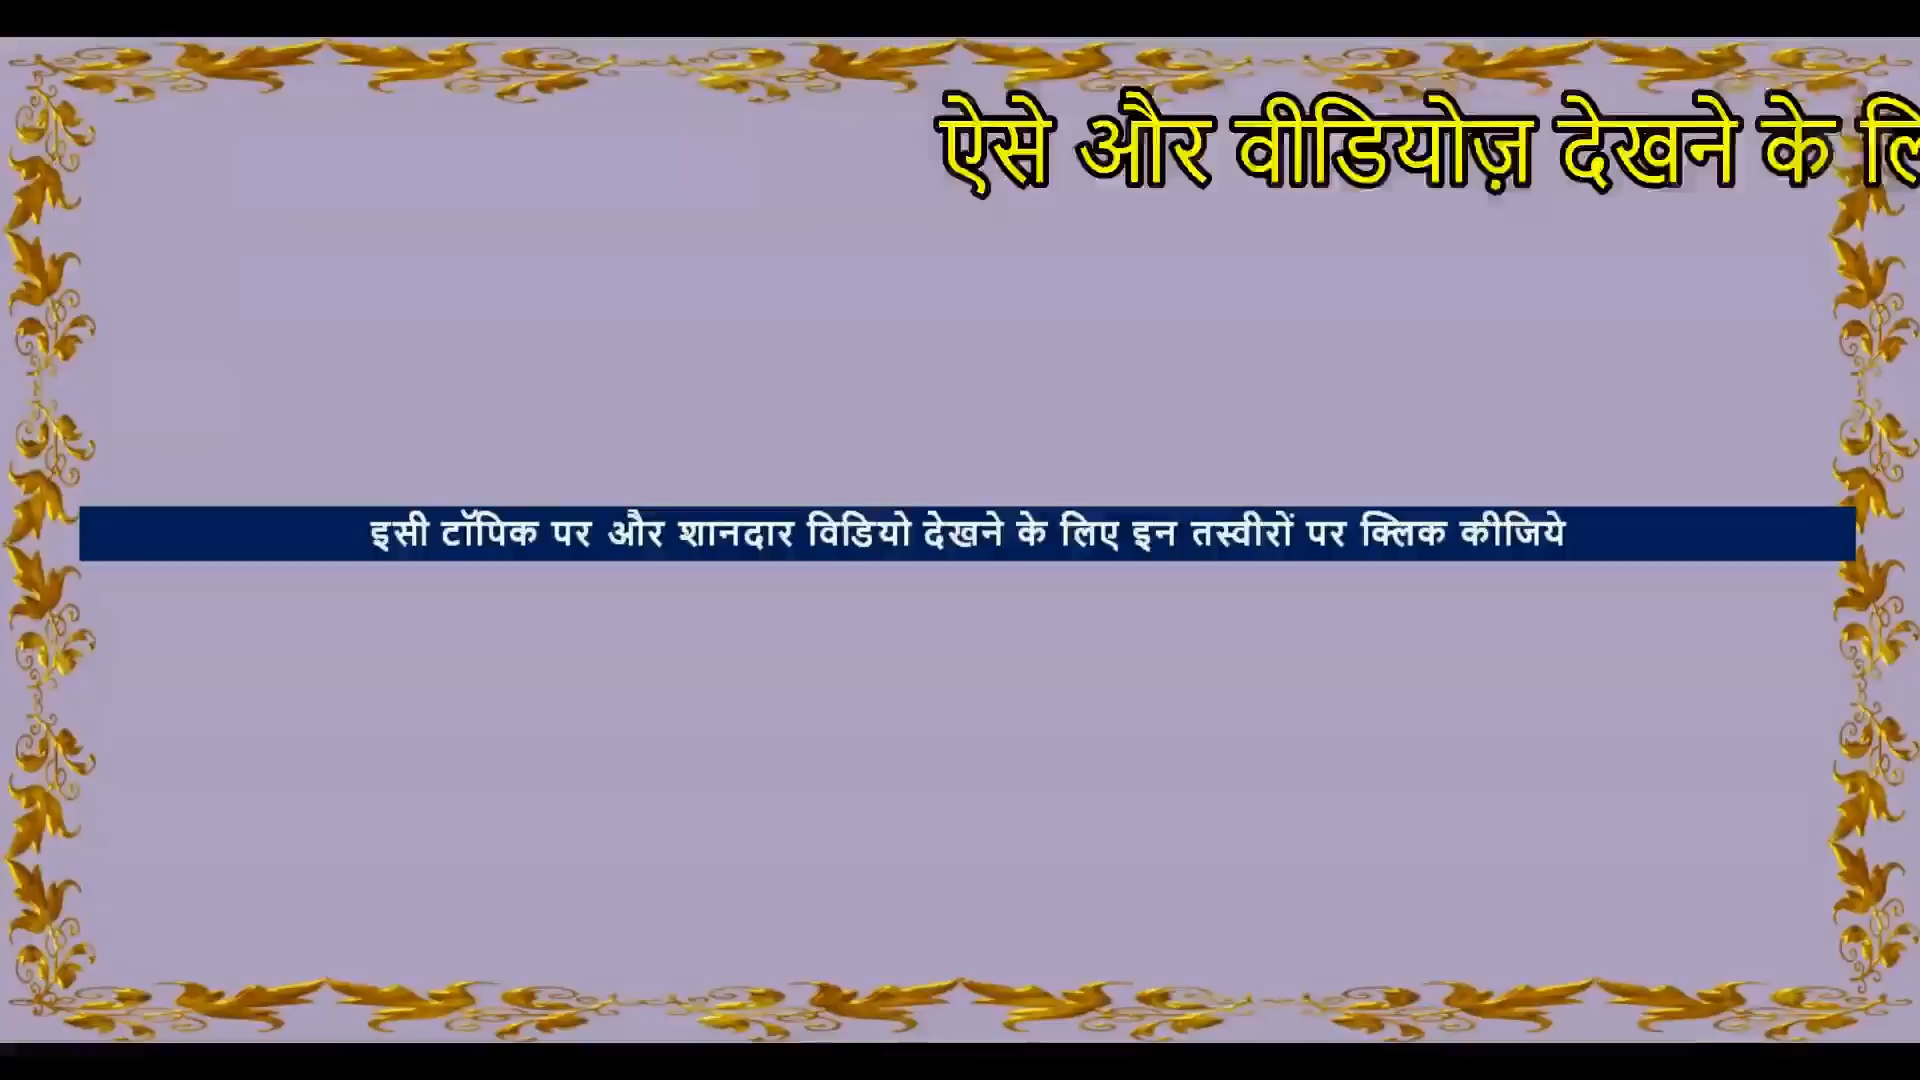 ऐसे और वीडियोज़ देखने के
इसी टॉपिक पर और शानदार विडियो देखने के लिए इन तस्वीरों पर क्लिक कीजिये